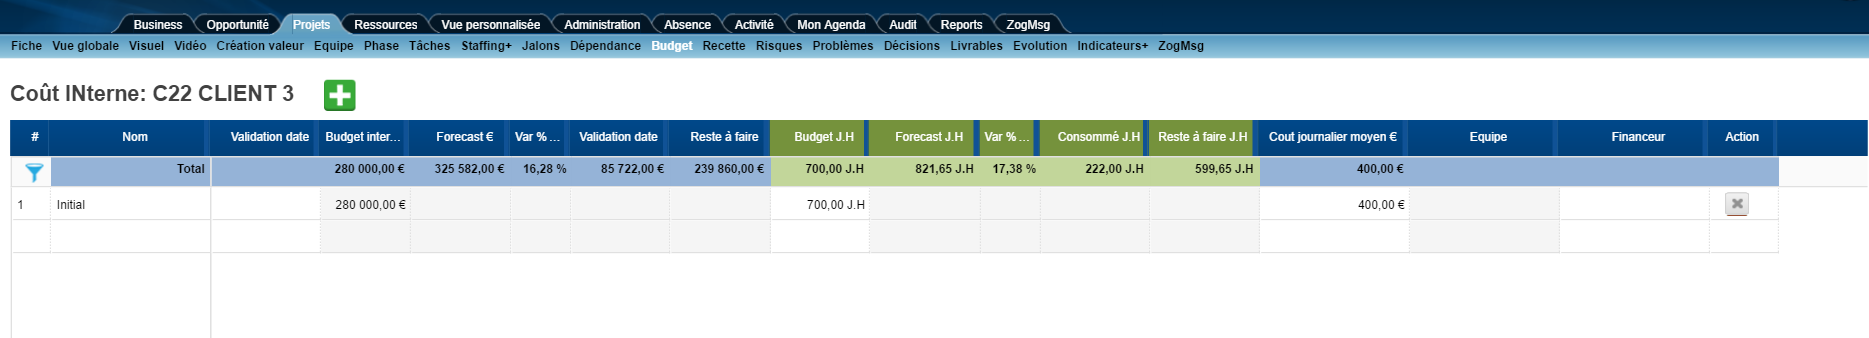 Business Opportunité Projets Ressources Vue personnalisée Administration Absence Activité Mon Agenda Audit Reports ZogMsg
Fiche Vue globale Visuel Vidéo Création valeur Equipe Phase Tâches Staffing+ Jalons Dépendance Budget Recette Risques Problèmes Décisions Livrables Evolution Indicateurs+ ZogMsg
Coût INterne: C22 CLIENT 3
# Nom Validation date Budget inter... Forecast € Var % ... Validation date Reste à faire Budget J.H Forecast J.H Var % ... Consommé J.H Reste à faire J.H Cout journalier moyen € Equipe Financeur Action
Total 280 000,00 € 325 582,00 € 16,28 % 85 722,00 € 239 860,00 € 700,00 J.H 821,65 J.H 17,38 % 222,00 J.H 599,65 J.H 400,00 €
1 Initial 280 000,00 € 700,00 J.H 400,00 €